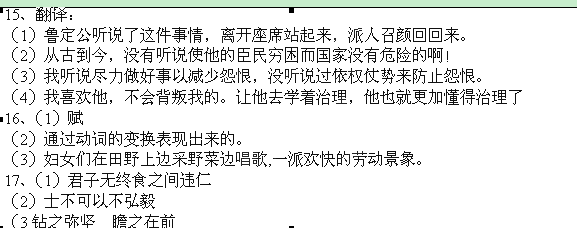 15、翻译：
（1）鲁定公听说了这件事情，离开座席站起来，派人召颜回回来。
（2）从古到今，没有听说使他的臣民穷困而国家没有危险的啊！
（3）我听说尽力做好事以减少怨恨，没听说过依权仗势来防止怨恨。
（4）我喜欢他，不会背叛我的。让他去学着治理，他也就更加懂得治理了
16、（1）赋
（2）通过动词的变换表现出来的。
（3）妇女们在田野上边采野菜边唱歌,一派欢快的劳动景象。
17、（1）君子无终食之间违仁
（2）士不可以不弘毅
（3 钻之弥坚　瞻之在前